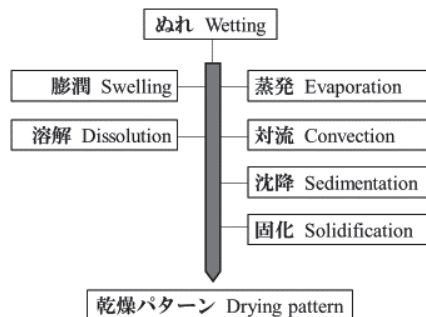 ぬれ Wetting
膨潤 Swelling
蒸発 Evaporation
溶解 Dissolution
対流 Convection
沈降 Sedimentation
固化 Solidification
乾燥パターン Drying pattern